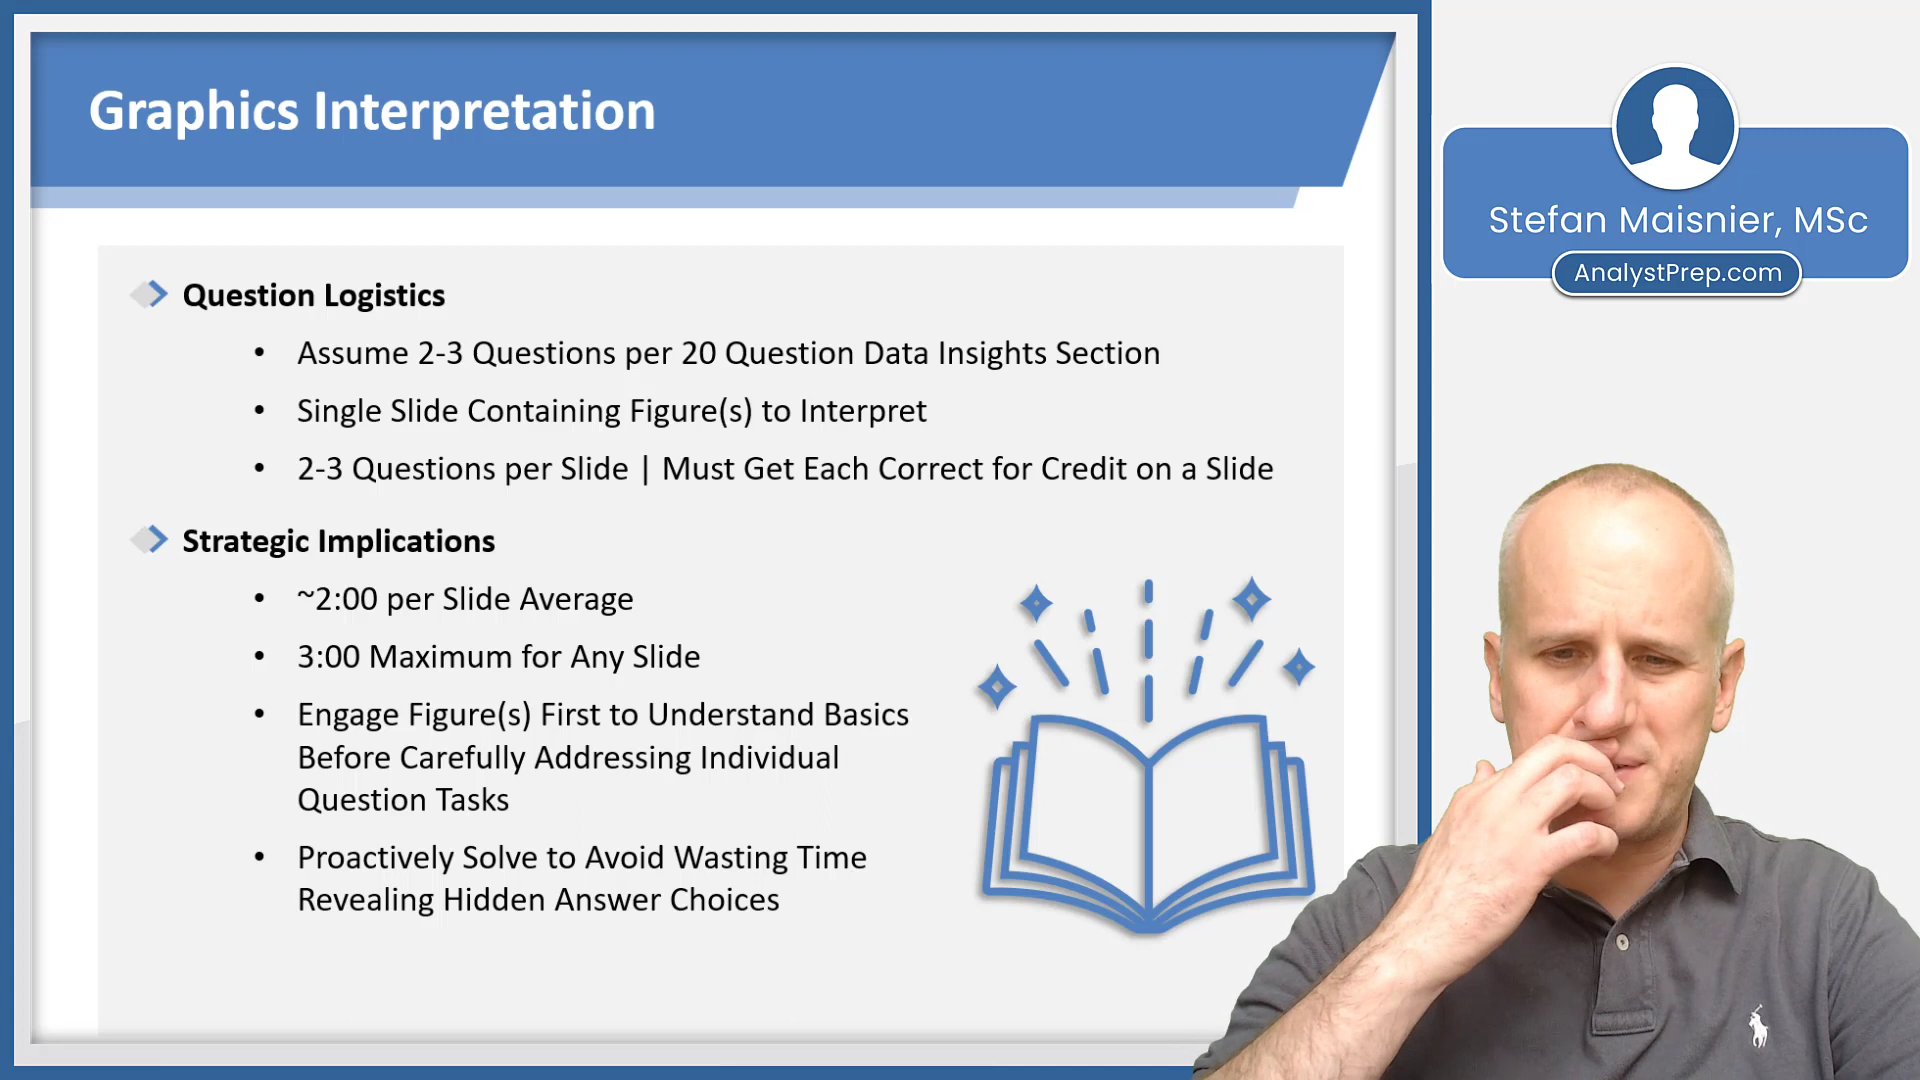 Graphics Interpretation
Question Logistics
• Assume 2-3 Questions per 20 Question Data Insights Section
• Single Slide Containing Figure(s) to Interpret
• 2-3 Questions per Slide | Must Get Each Correct for Credit on a Slide
Strategic Implications
• ~2:00 per Slide Average
• 3:00 Maximum for Any Slide
• Engage Figure(s) First to Understand Basics
Before Carefully Addressing Individual
Question Tasks
• Proactively Solve to Avoid Wasting Time
Revealing Hidden Answer Choices
Stefan Maisnier, MSc
AnalystPrep.com